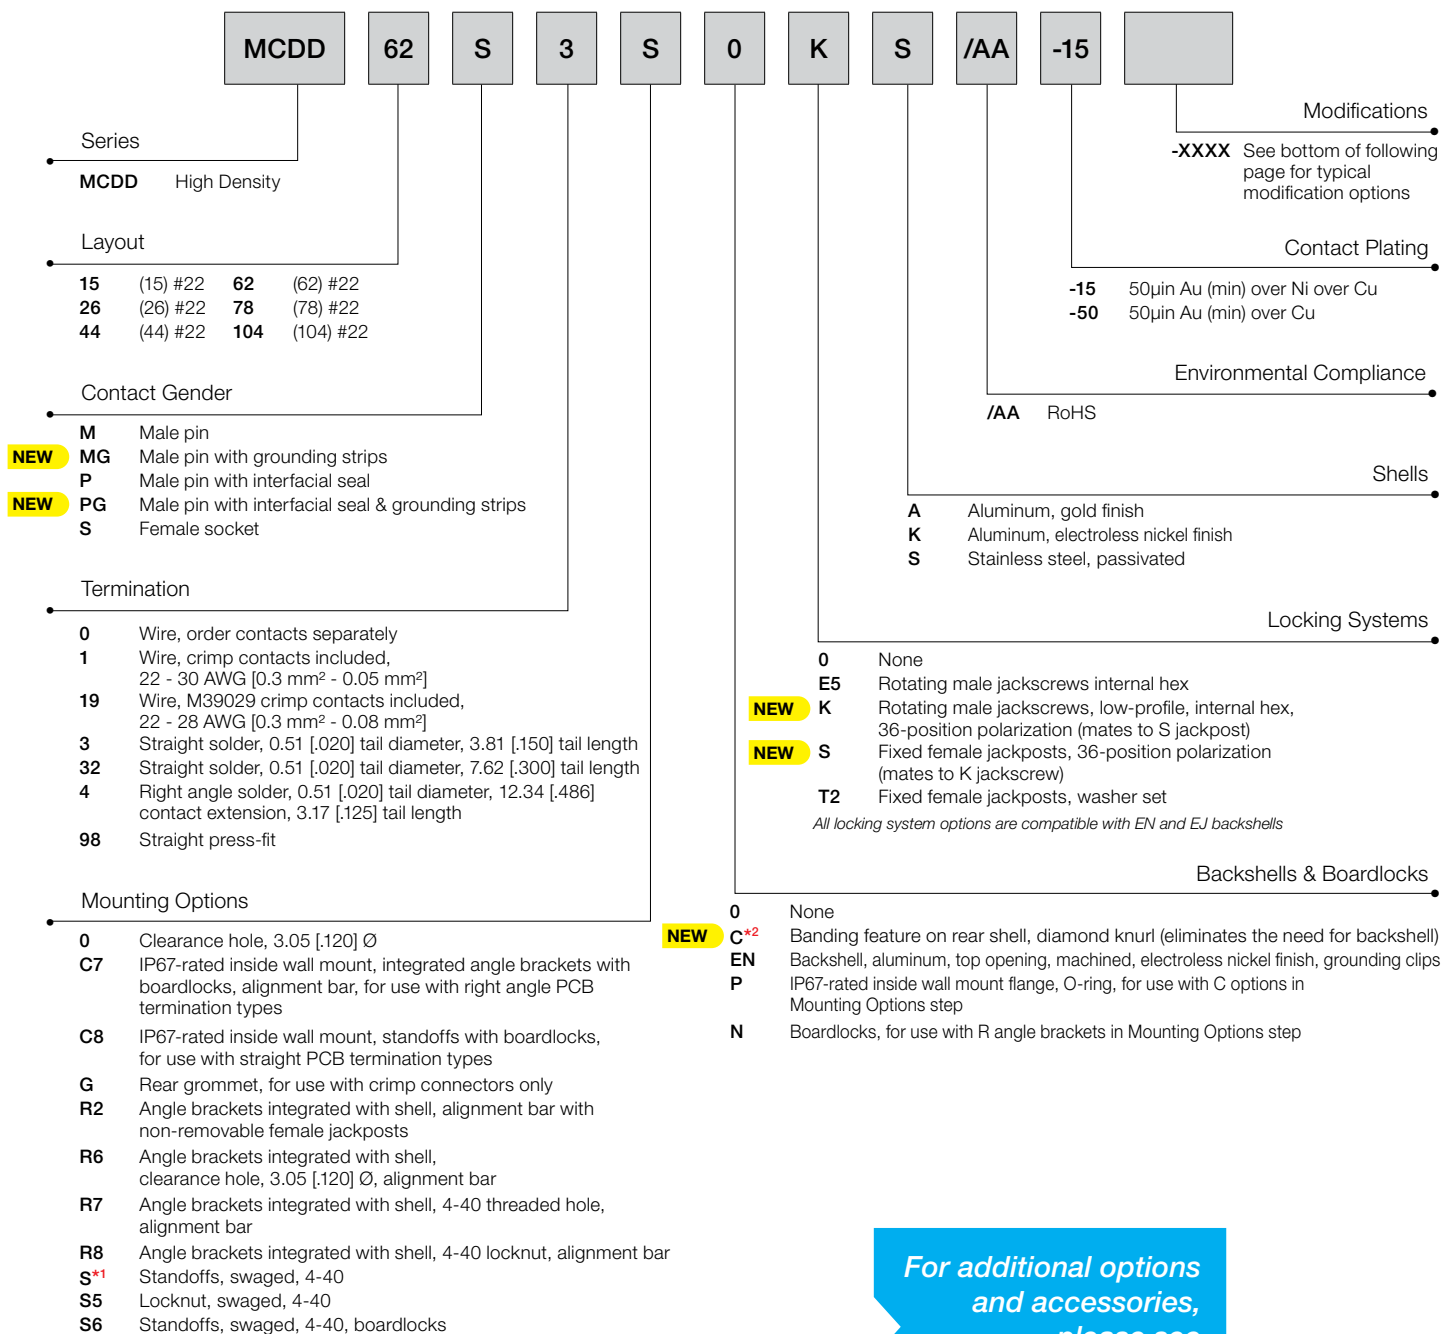 MCDD 62 S 3 S 0 K S /AA -15
Series
MCDD High Density
Layout
15 (15) #22 62 (62) #22
26 (26) #22 78 (78) #22
44 (44) #22 104 (104) #22
Contact Gender
M Male pin
NEW MG Male pin with grounding strips
P Male pin with interfacial seal
NEW PG Male pin with interfacial seal & grounding strips
S Female socket
Termination
0 Wire, order contacts separately
1 Wire, crimp contacts included,
22 - 30 AWG [0.3 mm² - 0.05 mm²]
19 Wire, M39029 crimp contacts included,
22 - 28 AWG [0.3 mm² - 0.08 mm²]
3 Straight solder, 0.51 [.020] tail diameter, 3.81 [.150] tail length
32 Straight solder, 0.51 [.020] tail diameter, 7.62 [.300] tail length
4 Right angle solder, 0.51 [.020] tail diameter, 12.34 [.486]
contact extension, 3.17 [.125] tail length
98 Straight press-fit
Mounting Options
0 Clearance hole, 3.05 [.120] Ø
C7 IP67-rated inside wall mount, integrated angle brackets with
boardlocks, alignment bar, for use with right angle PCB
termination types
C8 IP67-rated inside wall mount, standoffs with boardlocks,
for use with straight PCB termination types
G Rear grommet, for use with crimp connectors only
R2 Angle brackets integrated with shell, alignment bar with
non-removable female jackposts
R6 Angle brackets integrated with shell,
clearance hole, 3.05 [.120] Ø, alignment bar
R7 Angle brackets integrated with shell, 4-40 threaded hole,
alignment bar
R8 Angle brackets integrated with shell, 4-40 locknut, alignment bar
S*1 Standoffs, swaged, 4-40
S5 Locknut, swaged, 4-40
S6 Standoffs, swaged, 4-40, boardlocks
Modifications
-XXXX See bottom of following
page for typical
modification options
Contact Plating
-15 50μin Au (min) over Ni over Cu
-50 50μin Au (min) over Cu
Environmental Compliance
/AA RoHS
Shells
A Aluminum, gold finish
K Aluminum, electroless nickel finish
S Stainless steel, passivated
Locking Systems
0 None
E5 Rotating male jackscrews internal hex
NEW K Rotating male jackscrews, low-profile, internal hex,
36-position polarization (mates to S jackpost)
NEW S Fixed female jackposts, 36-position polarization
(mates to K jackscrew)
T2 Fixed female jackposts, washer set
All locking system options are compatible with EN and EJ backshells
Backshells & Boardlocks
0 None
NEW C*2 Banding feature on rear shell, diamond knurl (eliminates the need for backshell)
EN Backshell, aluminum, top opening, machined, electroless nickel finish, grounding clips
P IP67-rated inside wall mount flange, O-ring, for use with C options in
Mounting Options step
N Boardlocks, for use with R angle brackets in Mounting Options step
For additional options
and accessories,
please see